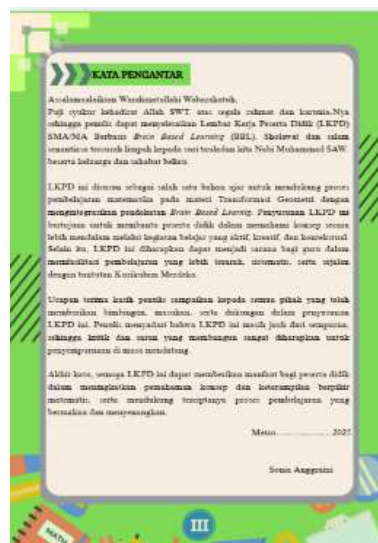 KATA PENGANTAR
Assalamualaikum Warahmatullahi Wabarakatuh,
Puji syukur kehadirat Allah SWT, atas segala rahmat dan karunia-Nya
sehingga penulis dapat menyelesaikan Lembar Kerja Peserta Didik (LKPD)
SMA/MA Berbasis Brain Based Learning (BBL). Sholawat dan salam
senantiasa tercurah limpah kepada suri tauladan kita Nabi Muhammad SAW
beserta keluarga dan sahabat beliau.
LKPD ini disusun sebagai salah satu bahan ajar untuk mendukung proses
pembelajaran matematika pada materi Transformasi Geometri dengan
mengintegrasikan pendekatan Brain Based Learnig. Penyusunan LKPD ini
bertujuan untuk membantu peserta didik dalam memahami konsep secara
lebih mendalam melalui kegiatan belajar yang aktif, kreatif, dan kontekstual.
Selain itu, LKPD ini diharapkan dapat menjadi sarana bagi guru dalam
memfasilitasi pembelajaran yang lebih terarah, sistematis, serta sejalan
dengan tuntutan Kurikulum Merdeka.
Ucapan terima kasih penulis sampaikan kepada semua pihak yang telah
memberikan bimbingan, masukan, serta dukungan dalam penyusunan
LKPD ini. Penulis menyadari bahwa LKPD ini masih jauh dari sempurna,
sehingga kritik dan saran yang membangun sangat diharapkan untuk
penyempurnaan di masa mendatang.
Akhir kata, semoga LKPD ini dapat memberikan manfaat bagi peserta didik
dalam meningkatkan pemahaman konsep dan keterampilan berpikir
matematis, serta mendukung terciptanya proses pembelajaran yang
bermakna dan menyenangkan.
Metro, ................... 2025
Sonia Anggraini
III
MATH